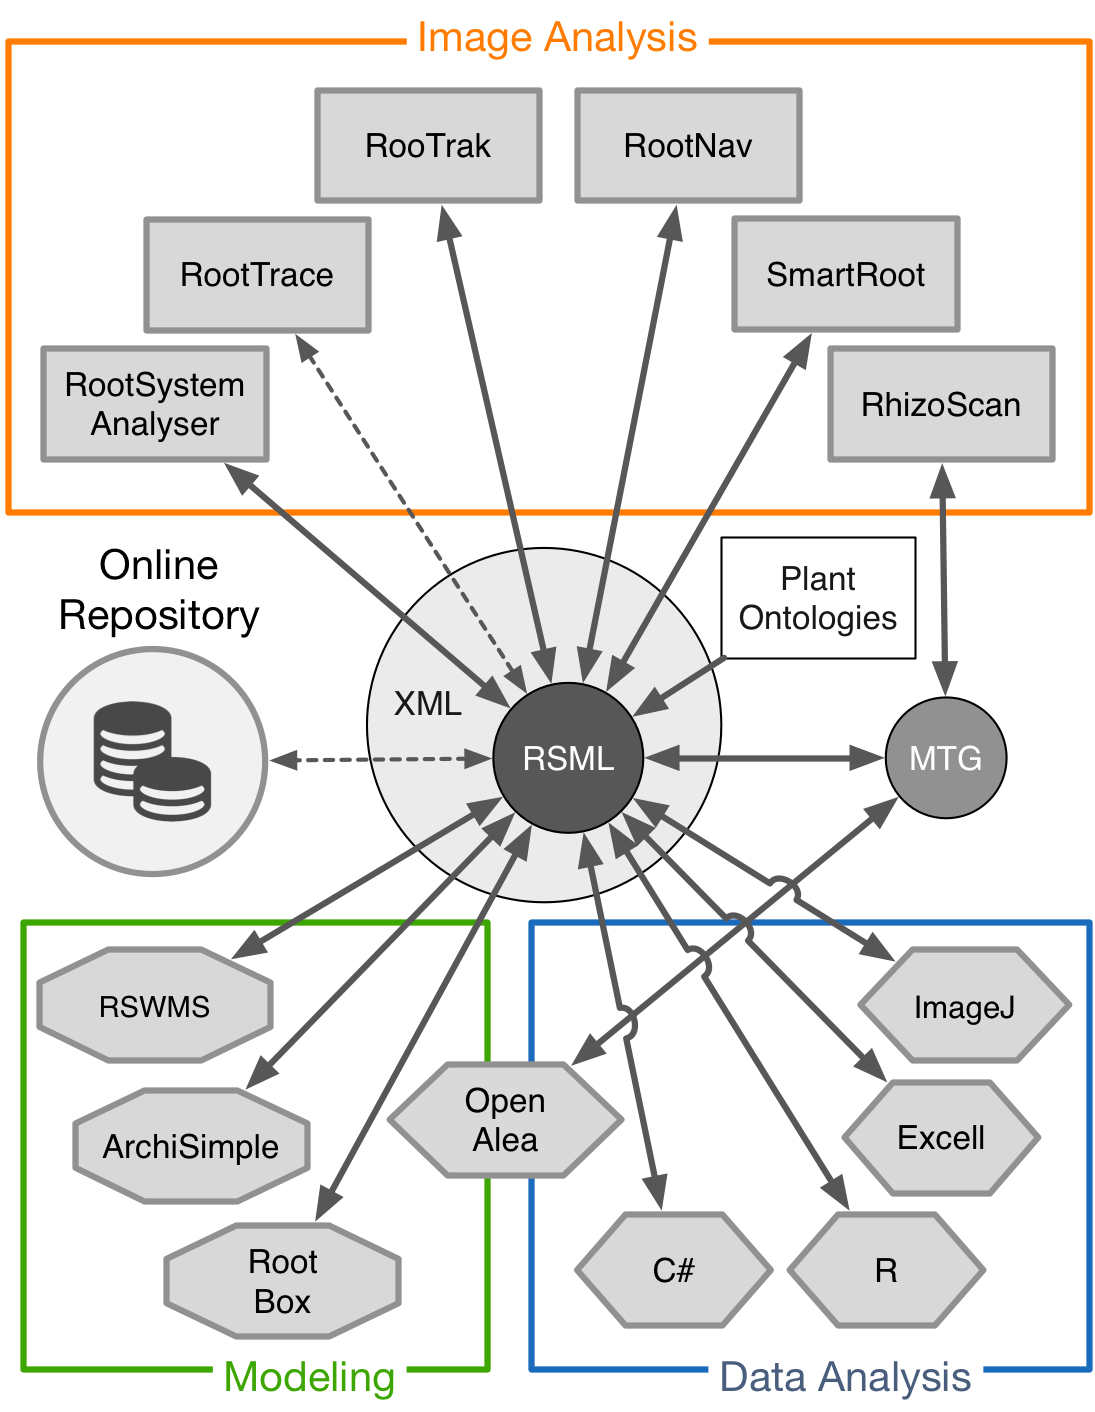 Image Analysis
RooTrak
RootNav
RootTrace
SmartRoot
RootSystem
Analyser
RhizoScan
Online
Repository
Plant
Ontologies
XML
RSML
MTG
RSWMS
ImageJ
Open
Alea
ArchiSimple
Excell
Root
Box
C#
R
Modeling
Data Analysis